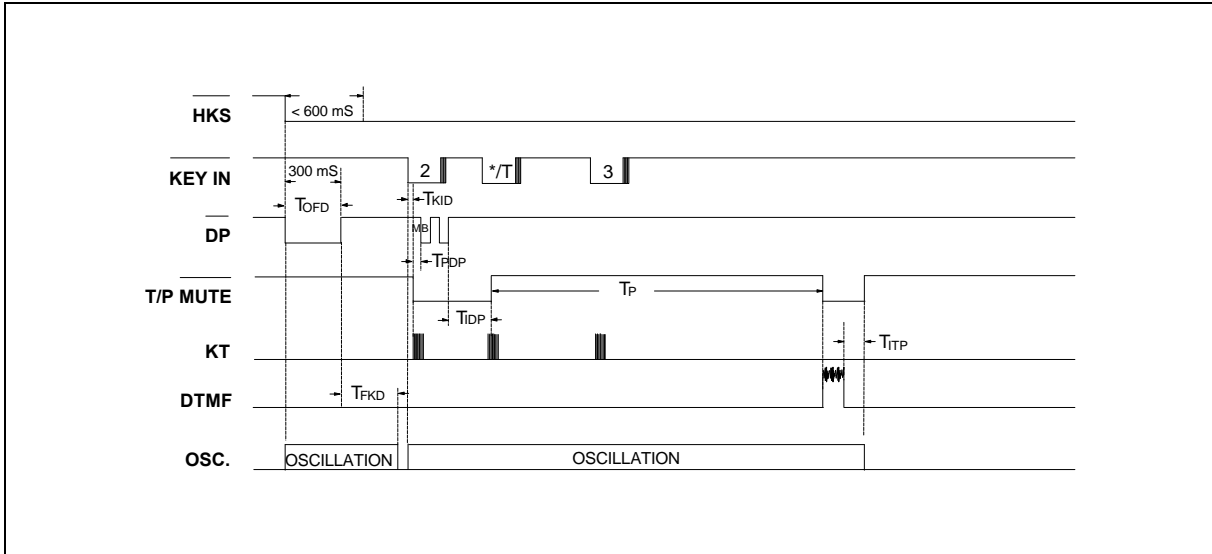 HKS
< 600 mS
KEY IN
300 mS
2
*/T
3
TOFD
TKID
DP
MB
TPDP
T/P MUTE
TP
TIDP
KT
TITP
DTMF
TFKD
OSC.
OSCILLATION
OSCILLATION